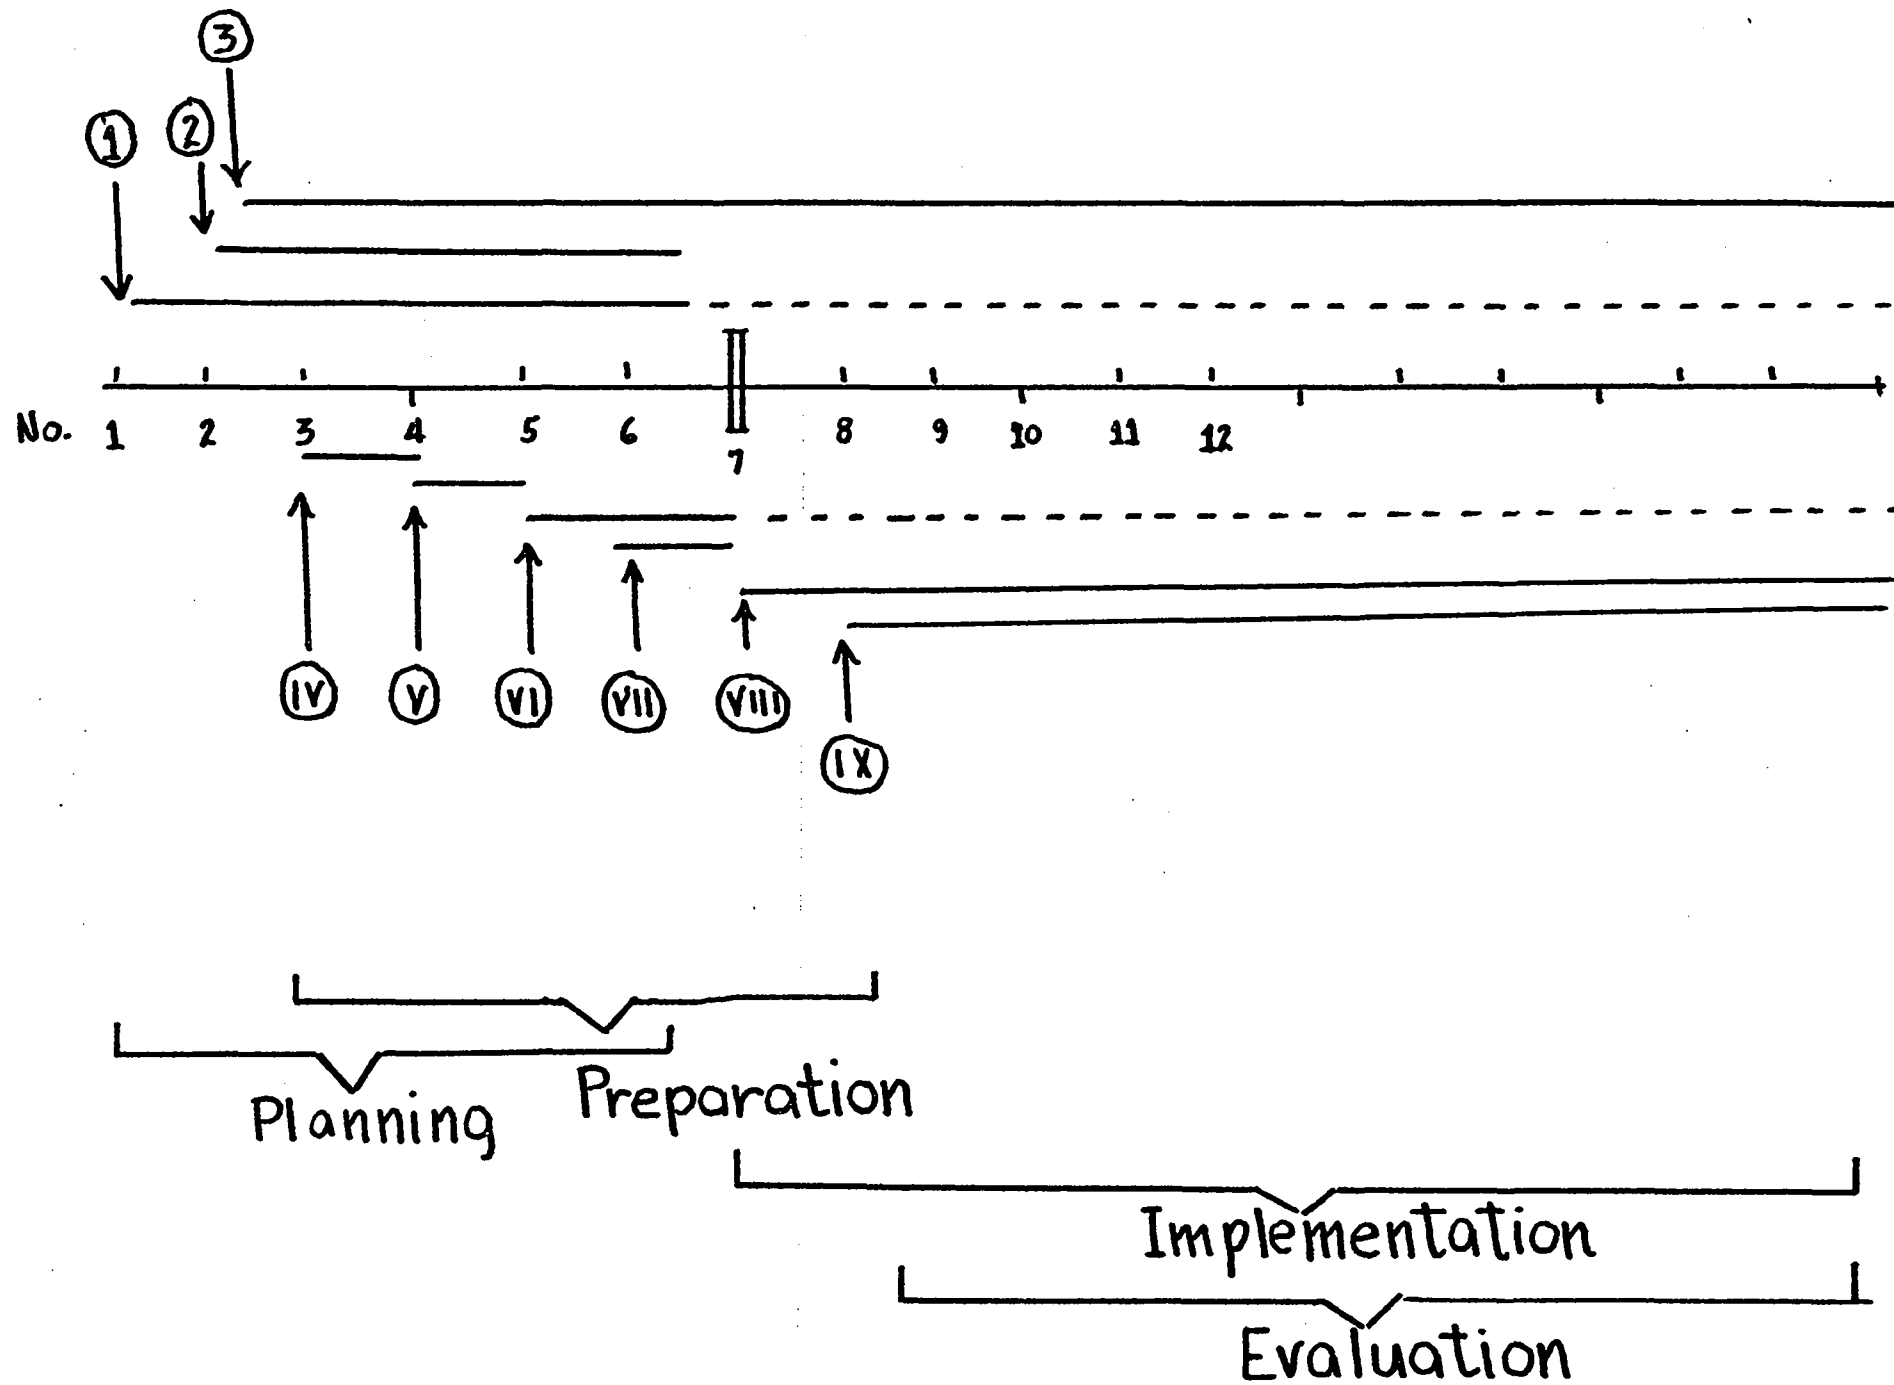 3
1 2
No. 1 2 3 4 5 6 7 8 9 10 11 12
IV V VI VII VIII
IX
Preparation
Planning
Implementation
Evaluation